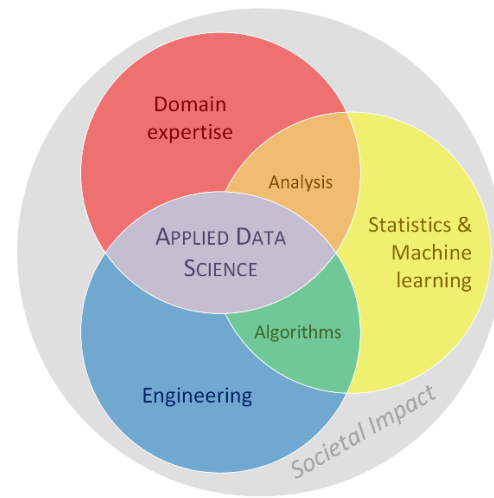 Domain
expertise
Analysis
Statistics &
Machine
learning
APPLIED DATA
SCIENCE
Algorithms
Engineering
Societal Impact